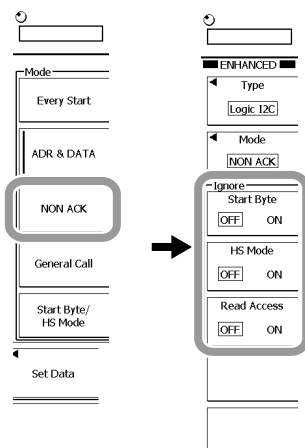 Mode
Every Start
ADR & DATA
NON ACK
General Call
Start Byte/
HS Mode
Set Data
ENHANCED
Type
Logic I2C
Mode
NON ACK
Ignore
Start Byte
OFF ON
HS Mode
OFF ON
Read Access
OFF ON